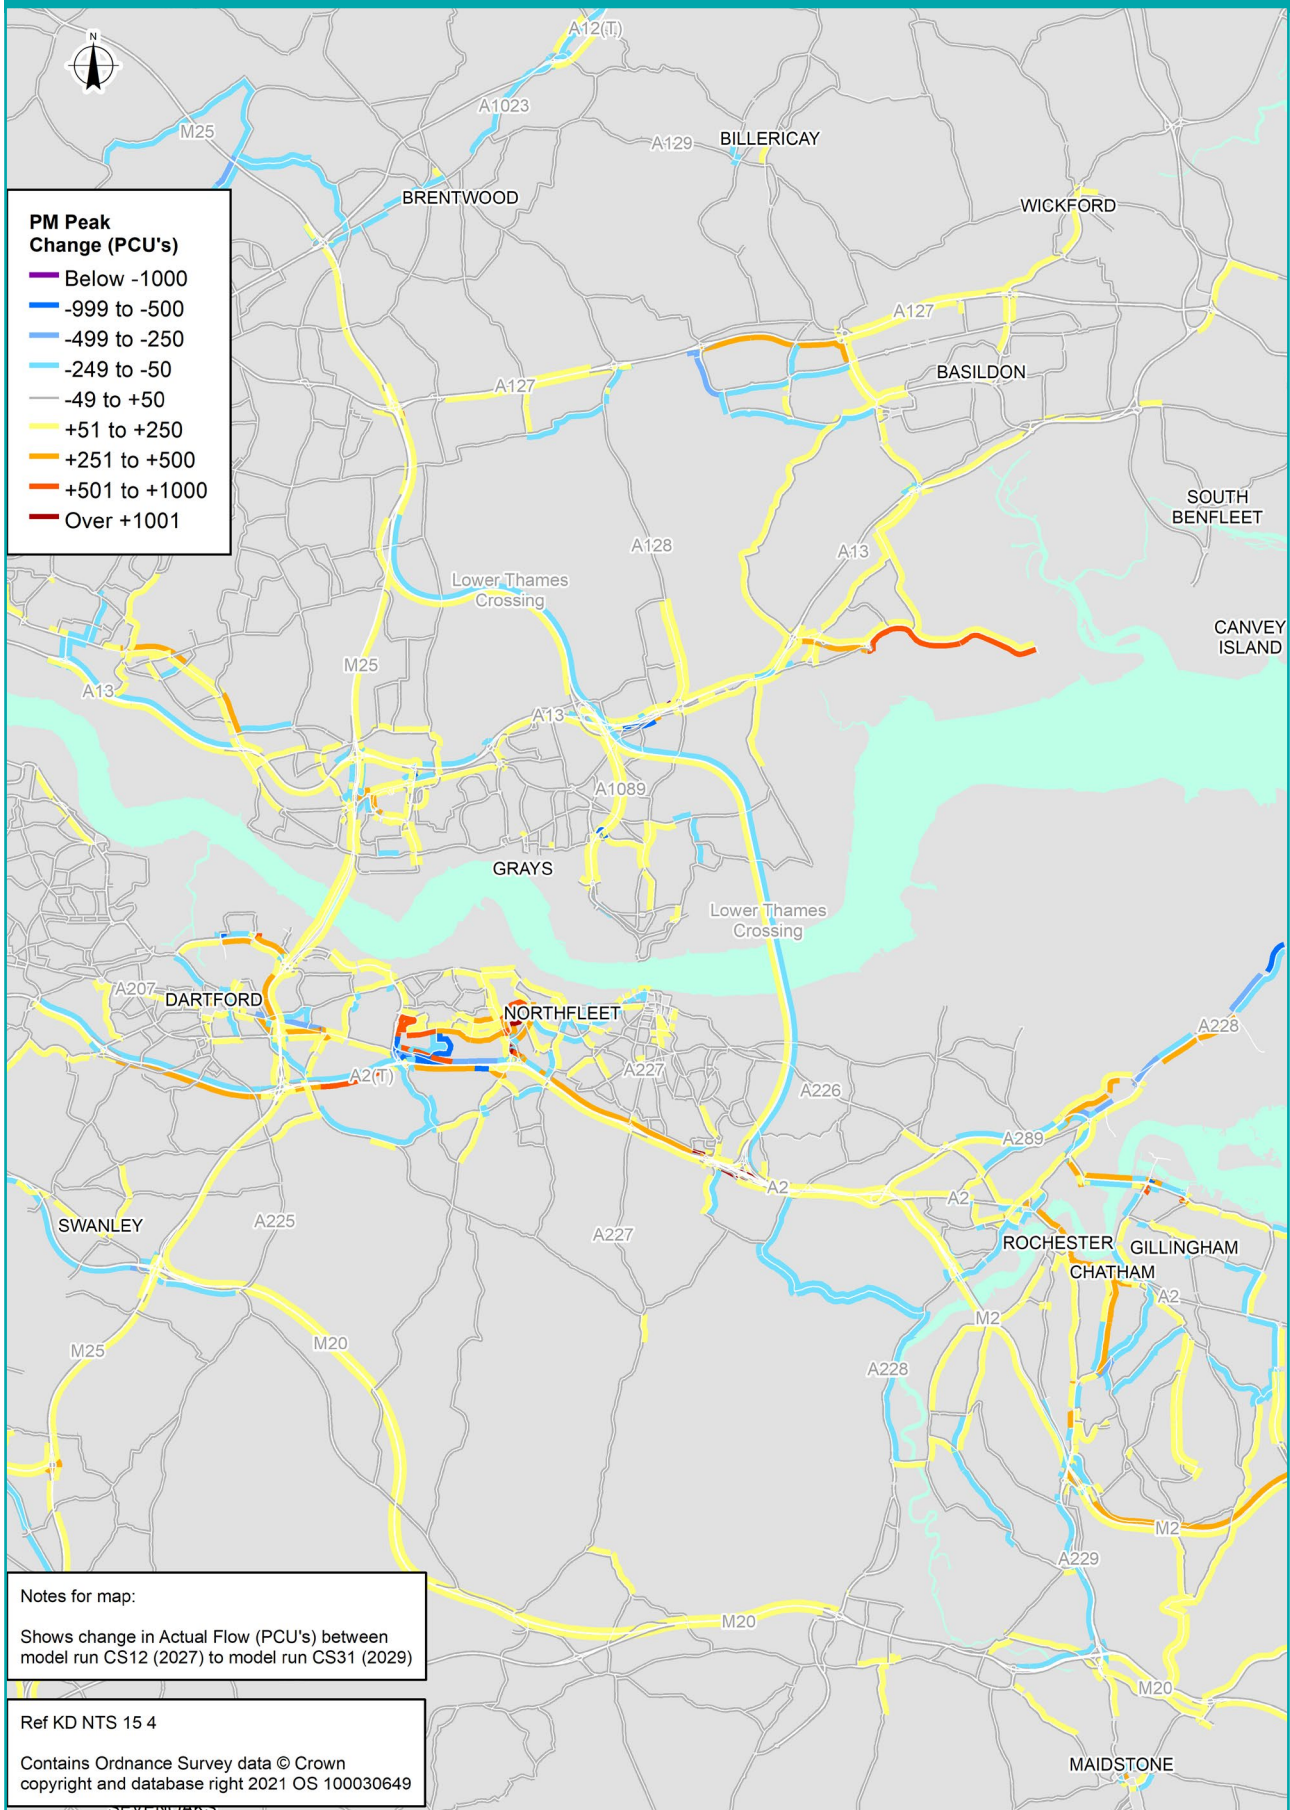 N
A12(T)
A1023
M25
A129
BILLERICAY
BRENTWOOD
WICKFORD
PM Peak
Change (PCU's)
Below -1000
-999 to -500
-499 to -250
-249 to -50
-49 to +50
+51 to +250
+251 to +500
+501 to +1000
Over +1001
A127
A127
BASILDON
SOUTH
BENFLEET
A128
A13
Lower Thames
Crossing
CANVEY
ISLAND
M25
A13
A13
A1089
GRAYS
Lower Thames
Crossing
A207
DARTFORD
NORTHFLEET
A228
A2(T)
A227
A226
A289
A2
A2
SWANLEY
A225
A227
ROCHESTER
GILLINGHAM
CHATHAM
A2
M2
M20
M25
A228
M2
A229
Notes for map:
Shows change in Actual Flow (PCU's) between
model run CS12 (2027) to model run CS31 (2029)
M20
M20
Ref KD NTS 15 4
Contains Ordnance Survey data © Crown
copyright and database right 2021 OS 100030649
MAIDSTONE